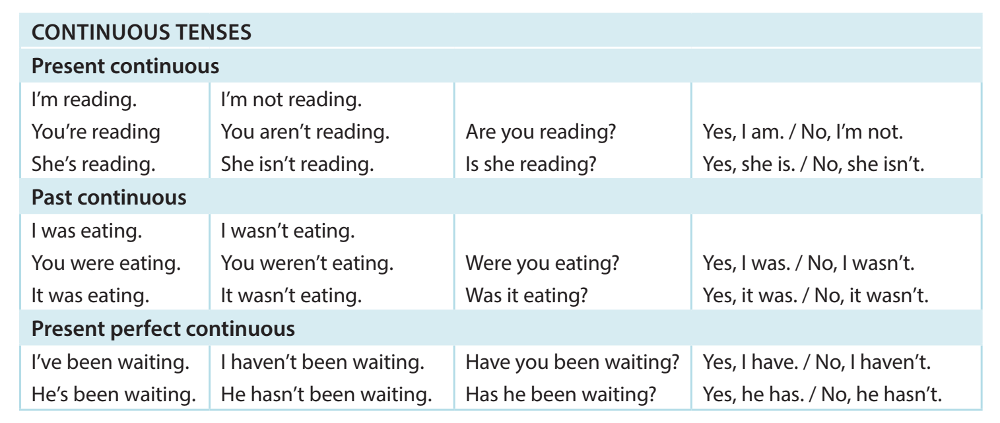 CONTINUOUS TENSES
Present continuous
I’m reading. I’m not reading.
You’re reading You aren’t reading. Are you reading? Yes, I am. / No, I’m not.
She’s reading. She isn’t reading. Is she reading? Yes, she is. / No, she isn’t.
Past continuous
I was eating. I wasn’t eating.
You were eating. You weren’t eating. Were you eating? Yes, I was. / No, I wasn’t.
It was eating. It wasn’t eating. Was it eating? Yes, it was. / No, it wasn’t.
Present perfect continuous
I’ve been waiting. I haven’t been waiting. Have you been waiting? Yes, I have. / No, I haven’t.
He’s been waiting. He hasn’t been waiting. Has he been waiting? Yes, he has. / No, he hasn’t.